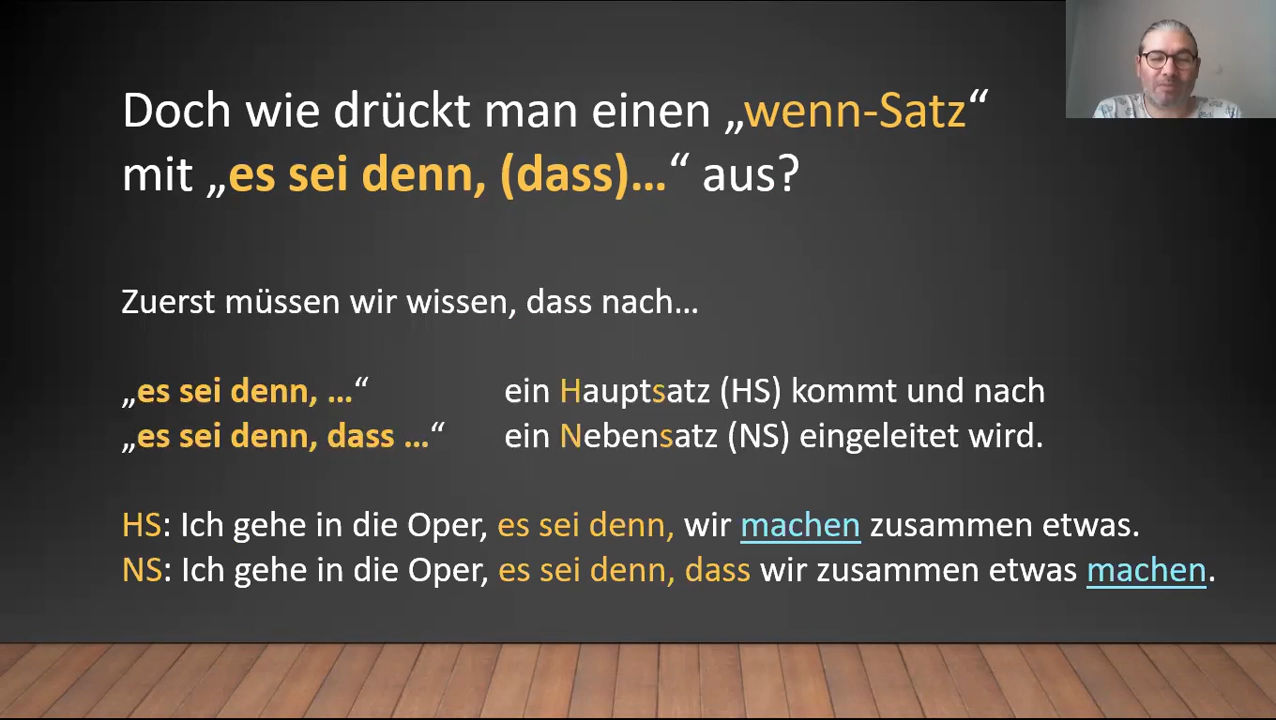 Doch wie drückt man einen „wenn-Satz“
mit „es sei denn, (dass)…“ aus?
Zuerst müssen wir wissen, dass nach…
„es sei denn, …“ ein Hauptsatz (HS) kommt und nach
„es sei denn, dass …“ ein Nebensatz (NS) eingeleitet wird.
HS: Ich gehe in die Oper, es sei denn, wir machen zusammen etwas.
NS: Ich gehe in die Oper, es sei denn, dass wir zusammen etwas machen.